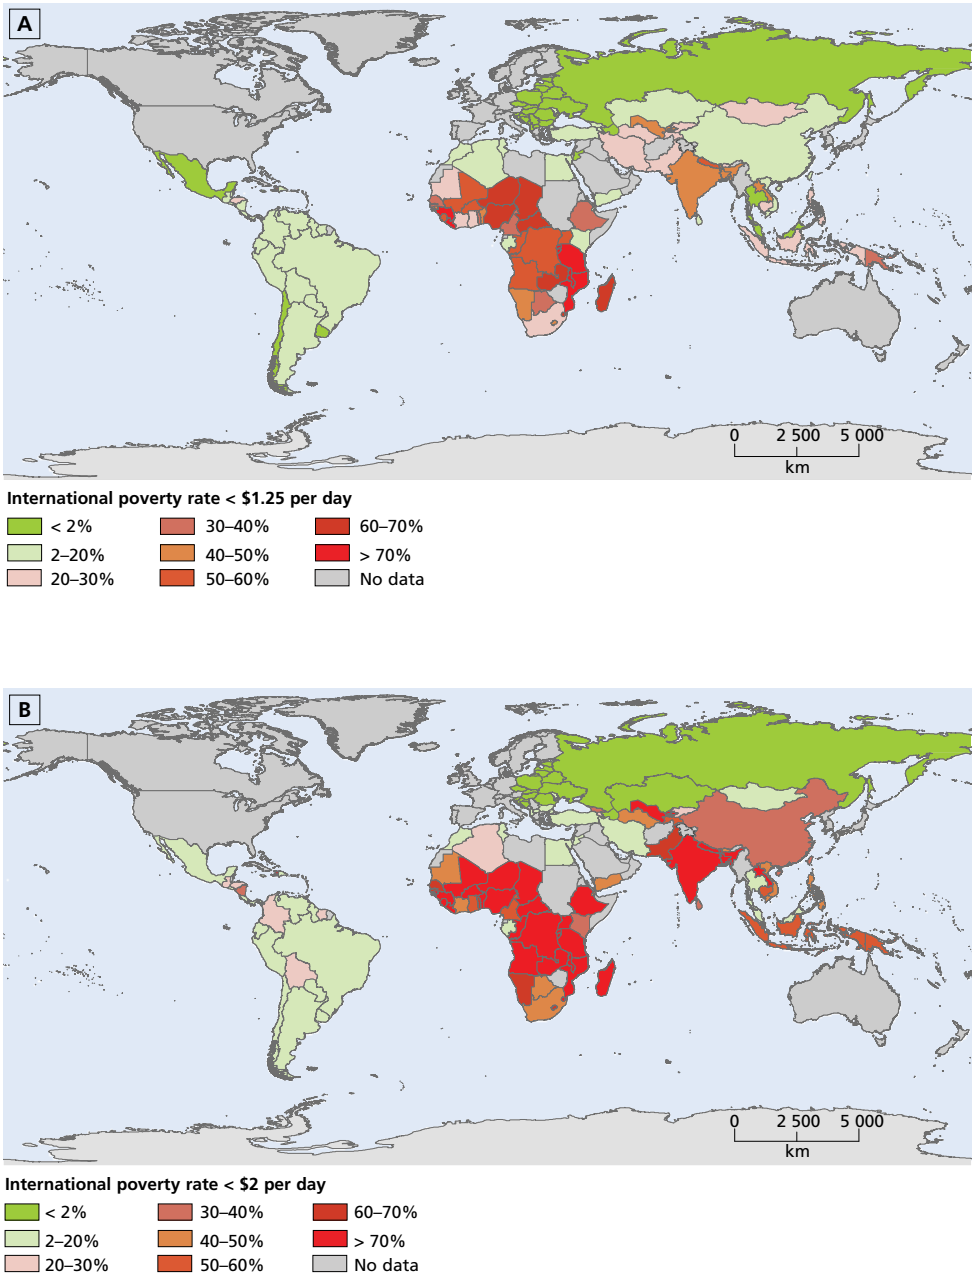 A
0 2 500 5 000
km
International poverty rate < $1.25 per day
< 2% 30–40% 60–70%
2–20% 40–50% > 70%
20–30% 50–60% No data
B
0 2 500 5 000
km
International poverty rate < $2 per day
< 2% 30–40% 60–70%
2–20% 40–50% > 70%
20–30% 50–60% No data